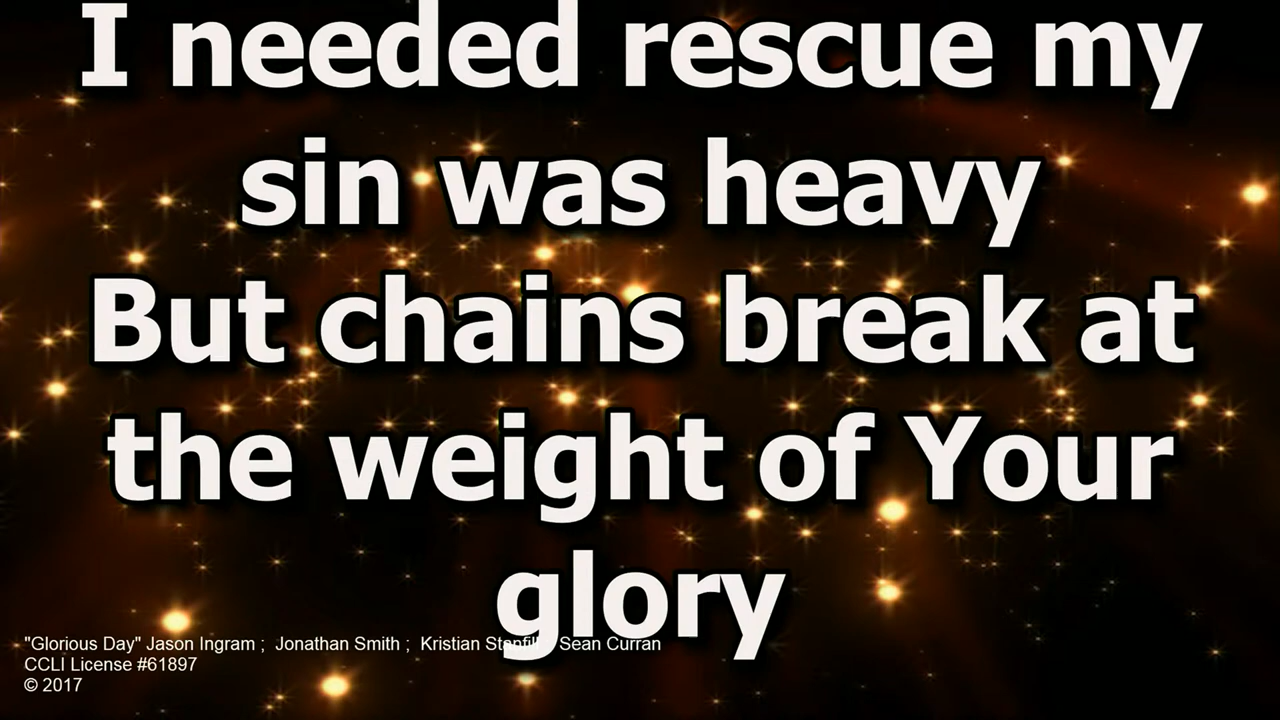 I needed rescue my
sin was heavy
But chains break at
the weight of Your
glory
"Glorious Day" Jason Ingram ;  Jonathan Smith ;  Kristian Stanfill ;  Sean Curran
CCLI License #61897
© 2017